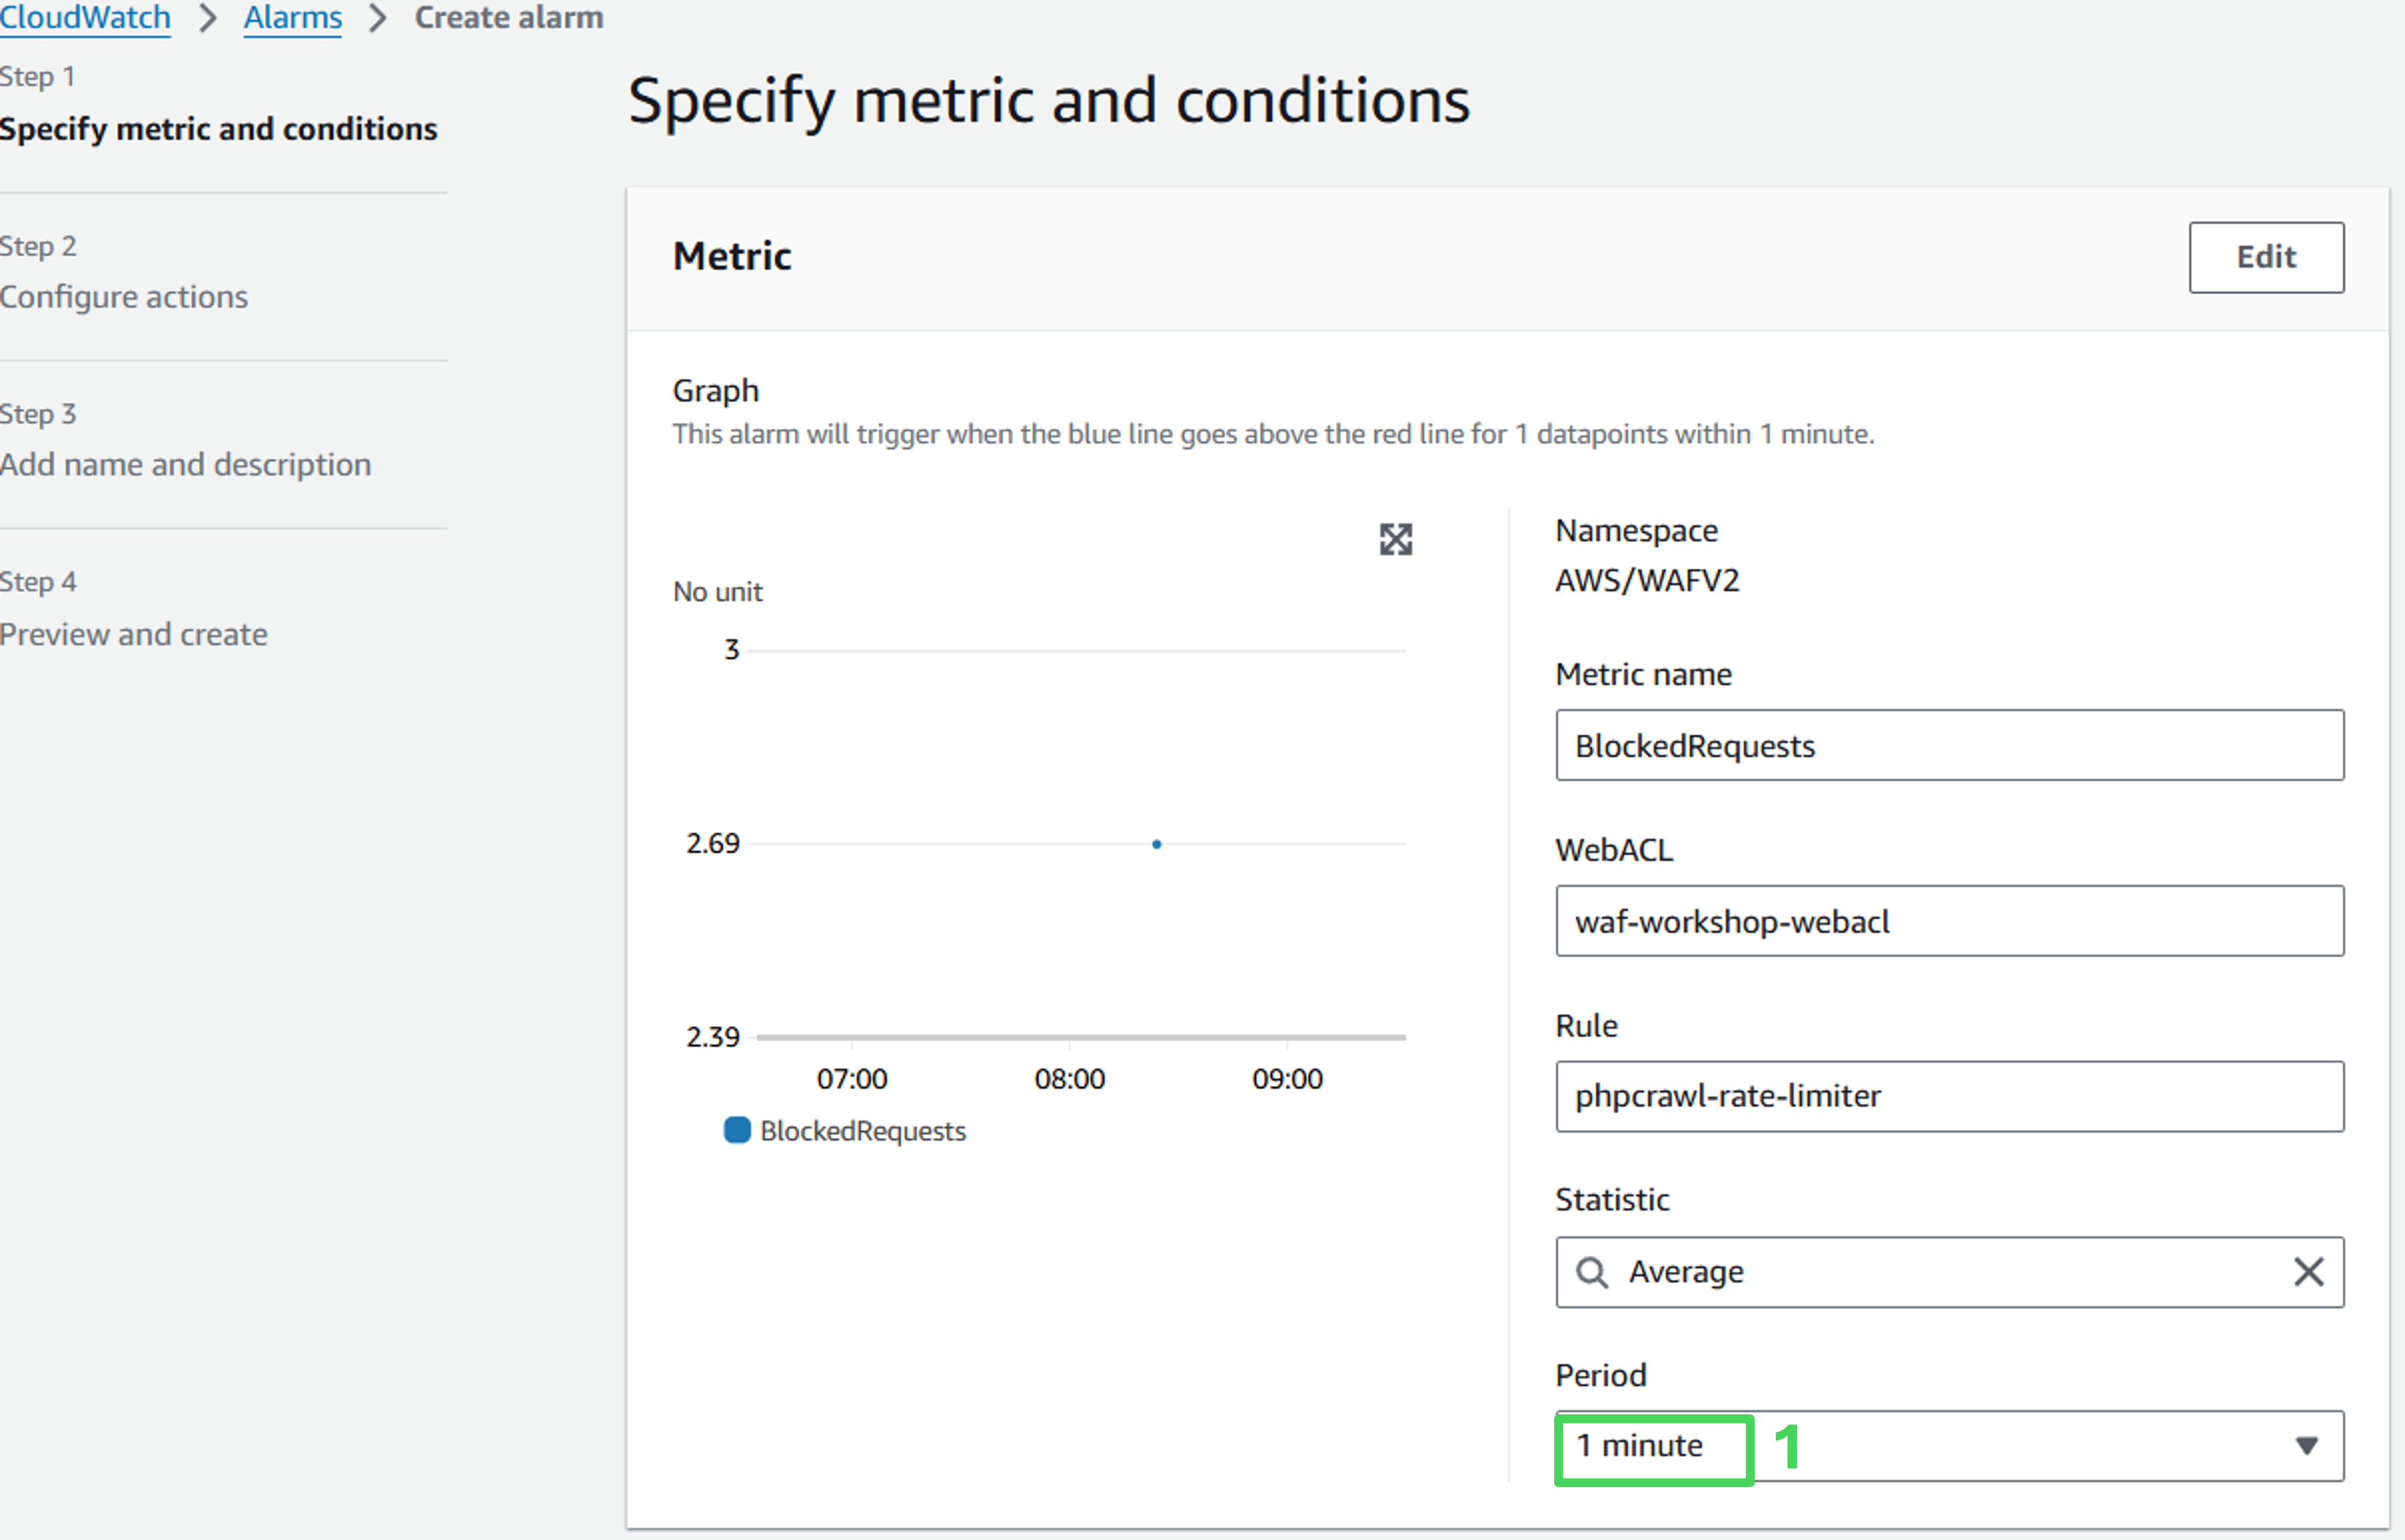 CloudWatch > Alarms > Create alarm
Step 1
Specify metric and conditions
Step 2
Configure actions
Step 3
Add name and description
Step 4
Preview and create
Specify metric and conditions
Metric
Edit
Graph
This alarm will trigger when the blue line goes above the red line for 1 datapoints within 1 minute.
No unit
3
2.69
2.39
07:00 08:00 09:00
BlockedRequests
Namespace
AWS/WAFV2
Metric name
BlockedRequests
WebACL
waf-workshop-webacl
Rule
phpcrawl-rate-limiter
Statistic
Average
Period
1 minute 1